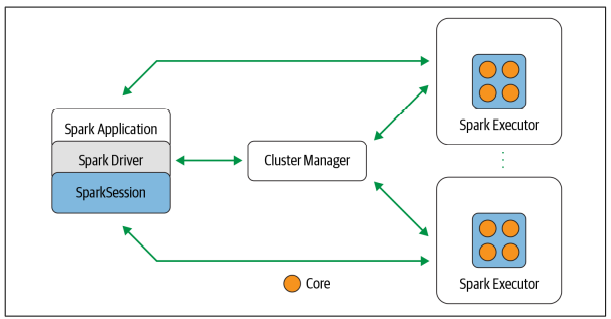 Spark Application
Spark Driver
SparkSession
Cluster Manager
Spark Executor
Spark Executor
Core